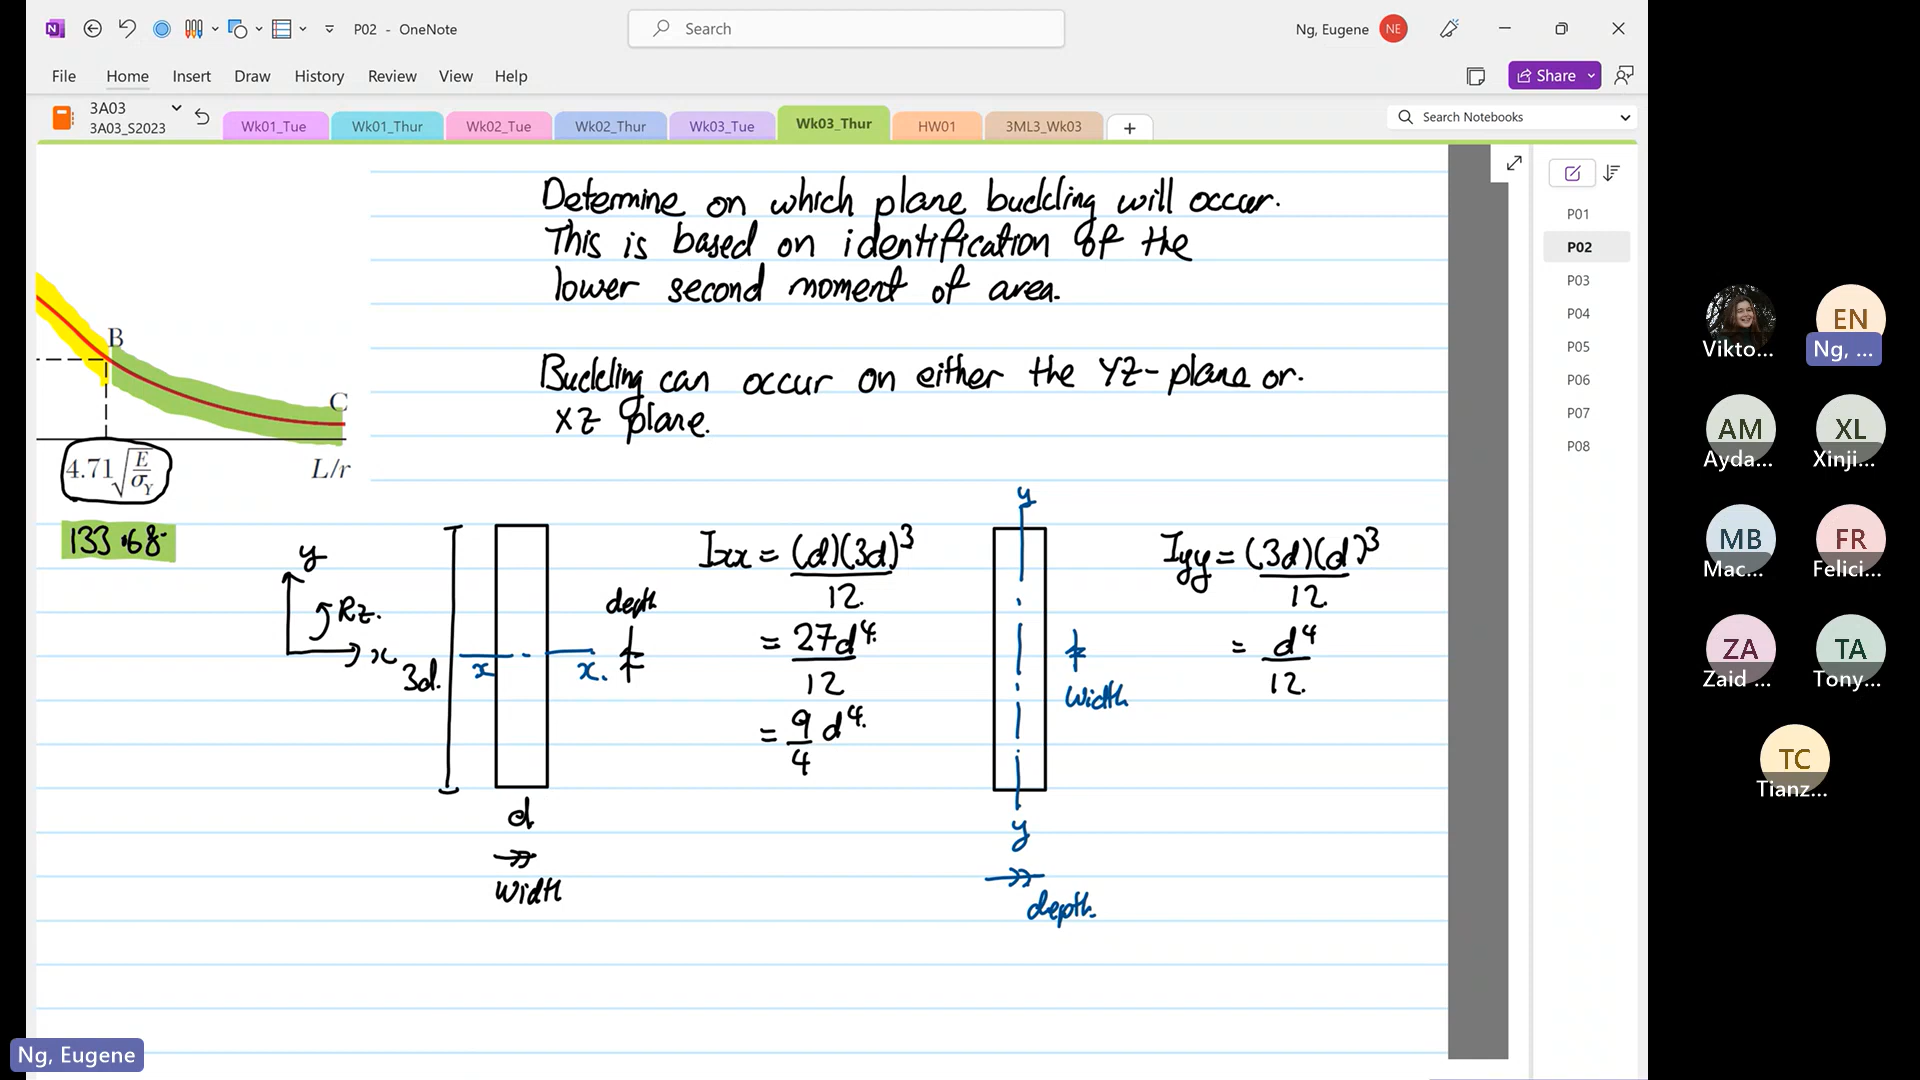 P02 - OneNote
Search
Ng, Eugene
NE
File Home Insert Draw History Review View Help
Share
3A03
3A03_S2023
Wk01_Tue
Wk01_Thur
Wk02_Tue
Wk02_Thur
Wk03_Tue
Wk03_Thur
HW01
3ML3_Wk03
+
Search Notebooks
Determine on which plane buckling will occur.
This is based on identification of the
lower second moment of area.
Buckling can occur on either the YZ-plane or.
XZ plane.
B
C
4.71√(E/σY)
L/r
133.68
y
Rz.
x
3d.
x
x.
depth
d
width
Ixx = (d)(3d)³/12.
= 27d⁴/12
= 9/4 d⁴.
y
width
y
depth.
Iyy = (3d)(d)³/12.
= d⁴/12.
P01
P02
P03
P04
P05
P06
P07
P08
Vikto...
EN
Ng, ...
AM
Ayda...
XL
Xinji...
MB
Mac...
FR
Felici...
ZA
Zaid ...
TA
Tony...
TC
Tianz...
Ng, Eugene